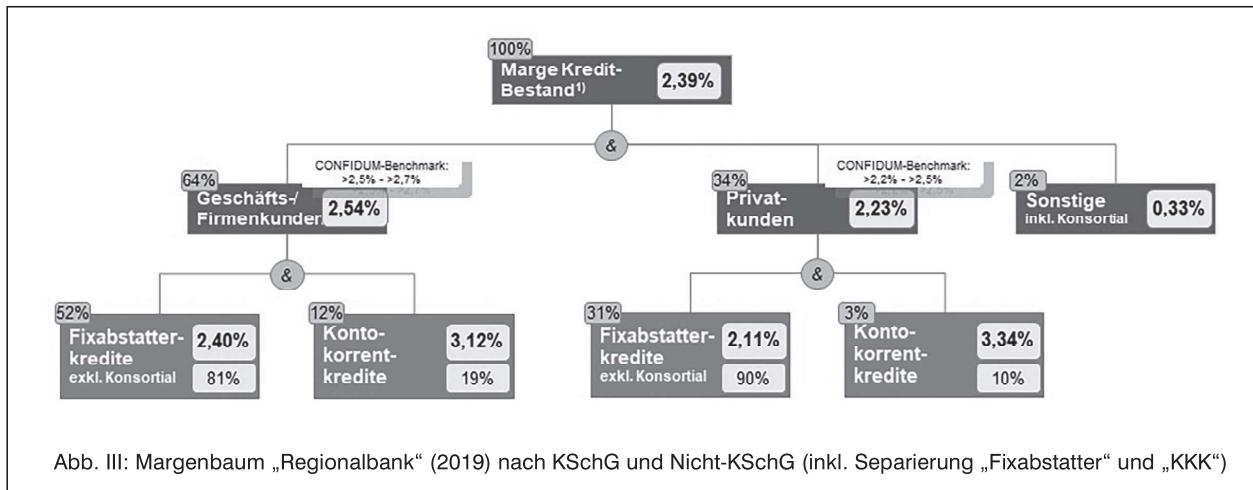 100%
Marge Kredit-
Bestand¹⁾
2,39%
&
CONFIDUM-Benchmark:
>2,5% - >2,7%
64%
Geschäfts-/
Firmenkunden
2,54%
CONFIDUM-Benchmark:
>2,2% - >2,5%
34%
Privat-
kunden
2,23%
2%
Sonstige
inkl. Konsortial
0,33%
&
&
52%
Fixabstatter-
kredite
exkl. Konsortial
2,40%
81%
12%
Konto-
korrent-
kredite
3,12%
19%
31%
Fixabstatter-
kredite
exkl. Konsortial
2,11%
90%
3%
Konto-
korrent-
kredite
3,34%
10%
Abb. III: Margenbaum „Regionalbank“ (2019) nach KSchG und Nicht-KSchG (inkl. Separierung „Fixabstatter“ und „KKK“)